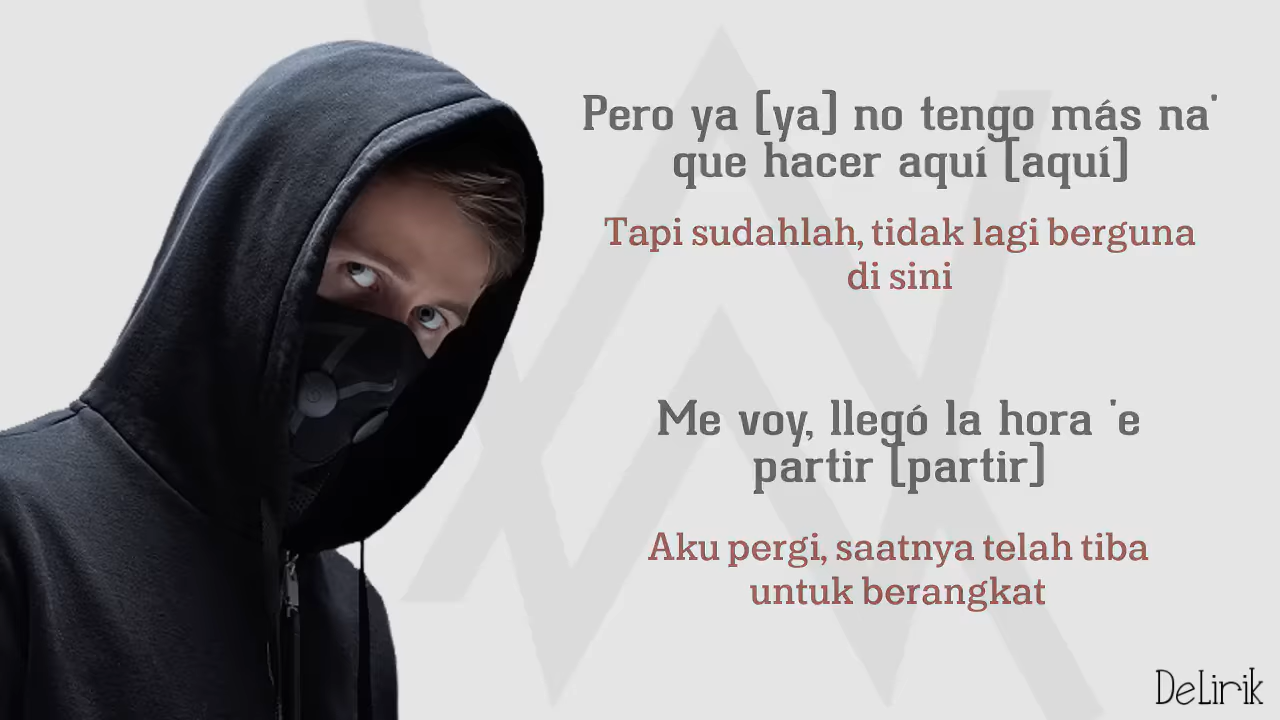 Pero ya [ya] no tengo más na'
que hacer aquí [aquí]
Tapi sudahlah, tidak lagi berguna
di sini
Me voy, llegó la hora 'e
partir [partir]
Aku pergi, saatnya telah tiba
untuk berangkat
DeLirik